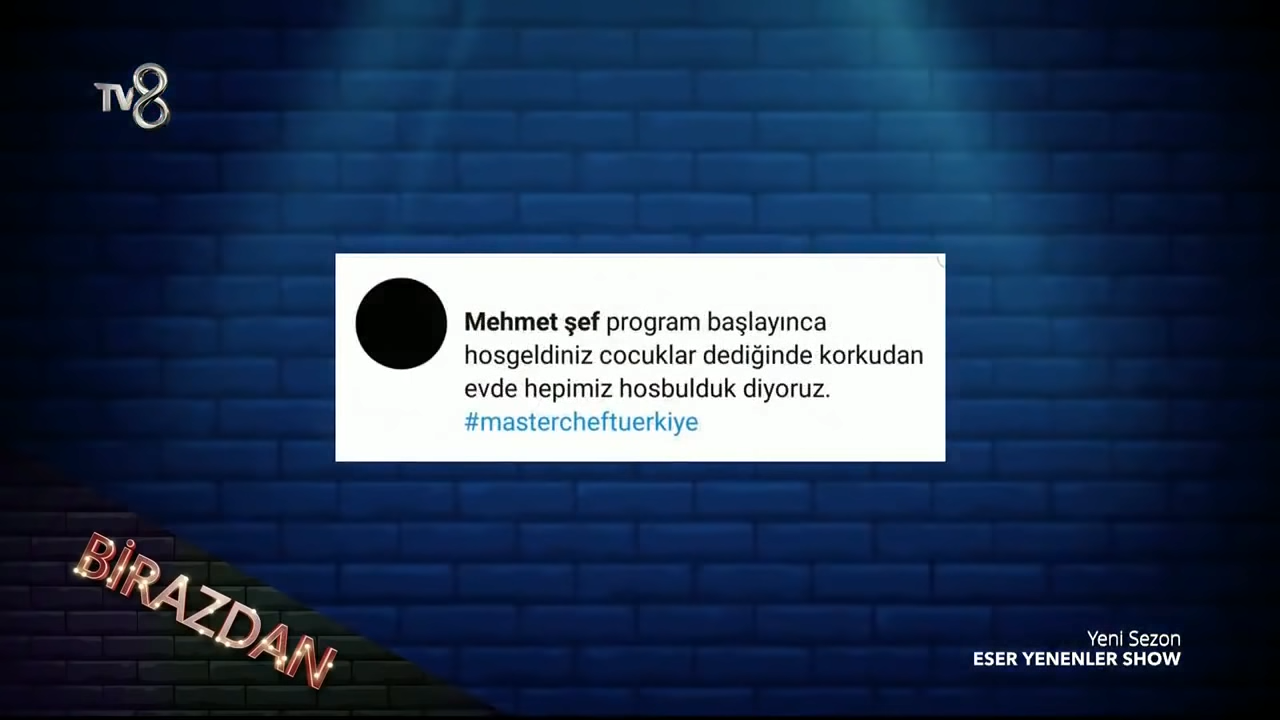 TV8
Mehmet şef program başlayınca
hosgeldiniz cocuklar dediğinde korkudan
evde hepimiz hosbulduk diyoruz.
#mastercheftuerkiye
BİRAZDAN
Yeni Sezon
ESER YENENLER SHOW